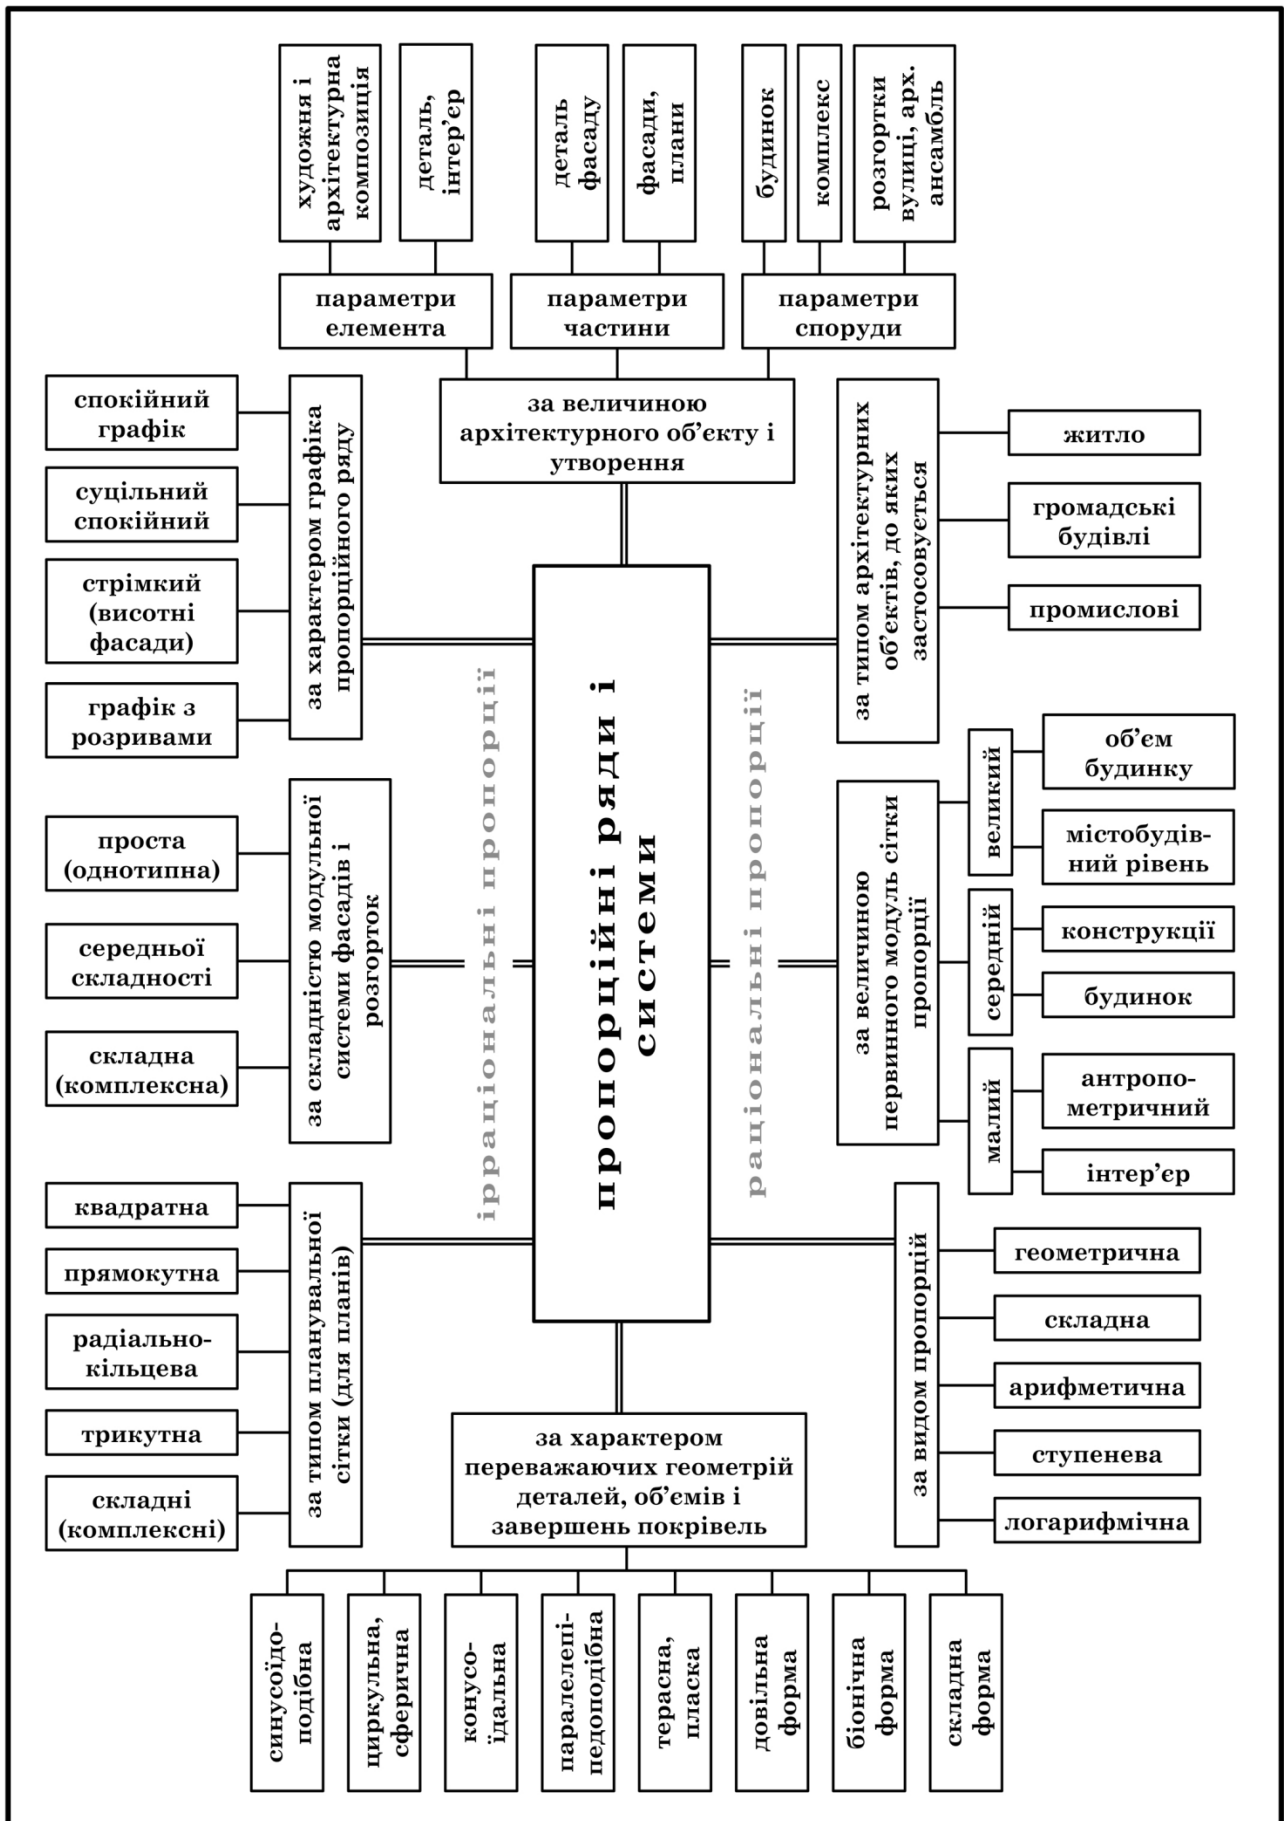 художня і
архітектурна
композиція
деталь,
інтер’єр
деталь
фасаду
фасади,
плани
будинок
комплекс
розгортки
вулиці, арх.
ансамбль
параметри
елемента
параметри
частини
параметри
споруди
за величиною
архітектурного об’єкту і
утворення
спокійний
графік
суцільний
спокійний
стрімкий
(висотні
фасади)
графік з
розривами
за характером графіка
пропорційного ряду
за типом архітектурних
об’єктів, до яких
застосовується
житло
громадські
будівлі
промислові
ірраціональні пропорції
пропорційні ряди і
системи
раціональні пропорції
проста
(однотипна)
середньої
складності
складна
(комплексна)
за складністю модульної
системи фасадів і
розгорток
за величиною
первинного модуль сітки
пропорції
великий
об’єм
будинку
містобудів-
ний рівень
середній
конструкції
будинок
малий
антропо-
метричний
інтер’єр
квадратна
прямокутна
радіально-
кільцева
трикутна
складні
(комплексні)
за типом планувальної
сітки (для планів)
за видом пропорцій
геометрична
складна
арифметична
ступенева
логарифмічна
за характером
переважаючих геометрій
деталей, об’ємів і
завершень покрівель
синусоїдо-
подібна
циркульна,
сферична
конусо-
їдальна
паралелепі-
педоподібна
терасна,
пласка
довільна
форма
біонічна
форма
складна
форма